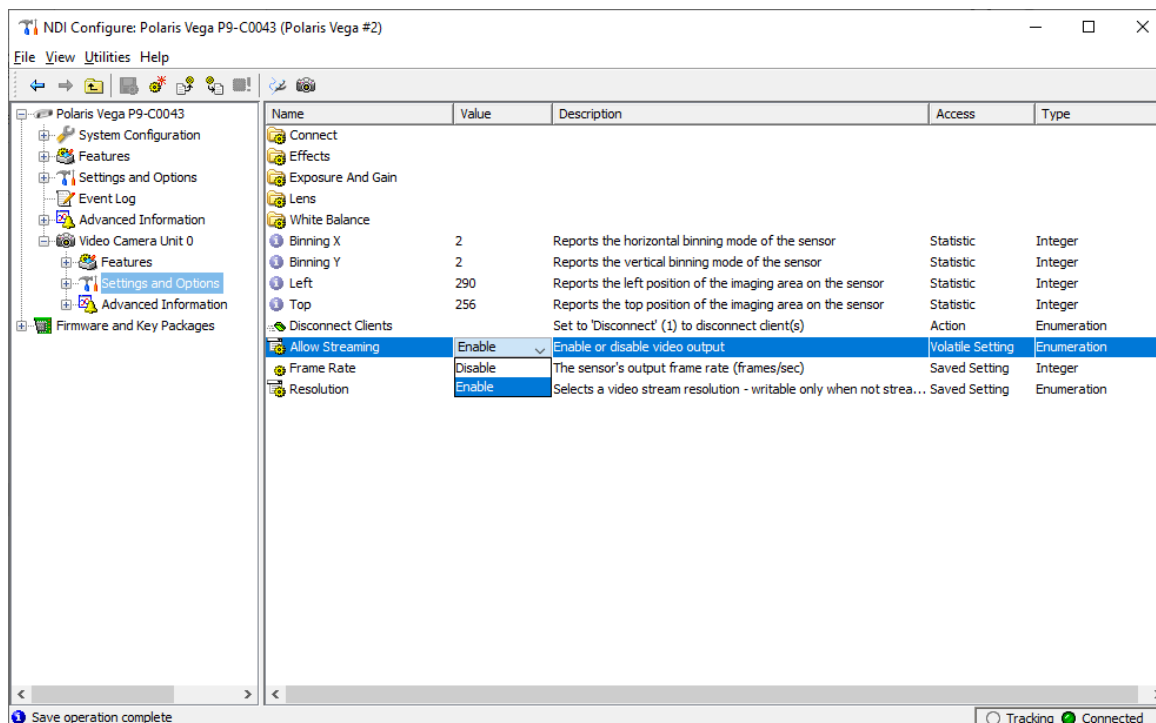 NDI Configure: Polaris Vega P9-C0043 (Polaris Vega #2)
File View Utilities Help
Polaris Vega P9-C0043
System Configuration
Features
Settings and Options
Event Log
Advanced Information
Video Camera Unit 0
Features
Settings and Options
Advanced Information
Firmware and Key Packages
Name Value Description Access Type
Connect
Effects
Exposure And Gain
Lens
White Balance
Binning X 2 Reports the horizontal binning mode of the sensor Statistic Integer
Binning Y 2 Reports the vertical binning mode of the sensor Statistic Integer
Left 290 Reports the left position of the imaging area on the sensor Statistic Integer
Top 256 Reports the top position of the imaging area on the sensor Statistic Integer
Disconnect Clients Set to 'Disconnect' (1) to disconnect client(s) Action Enumeration
Allow Streaming Enable Enable or disable video output Volatile Setting Enumeration
Frame Rate Disable The sensor's output frame rate (frames/sec) Saved Setting Integer
Resolution Enable Selects a video stream resolution - writable only when not strea... Saved Setting Enumeration
Save operation complete Tracking Connected